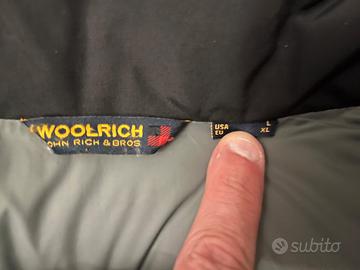 WOOLRICH
JOHN RICH & BROS
USA L
EU XL
subito